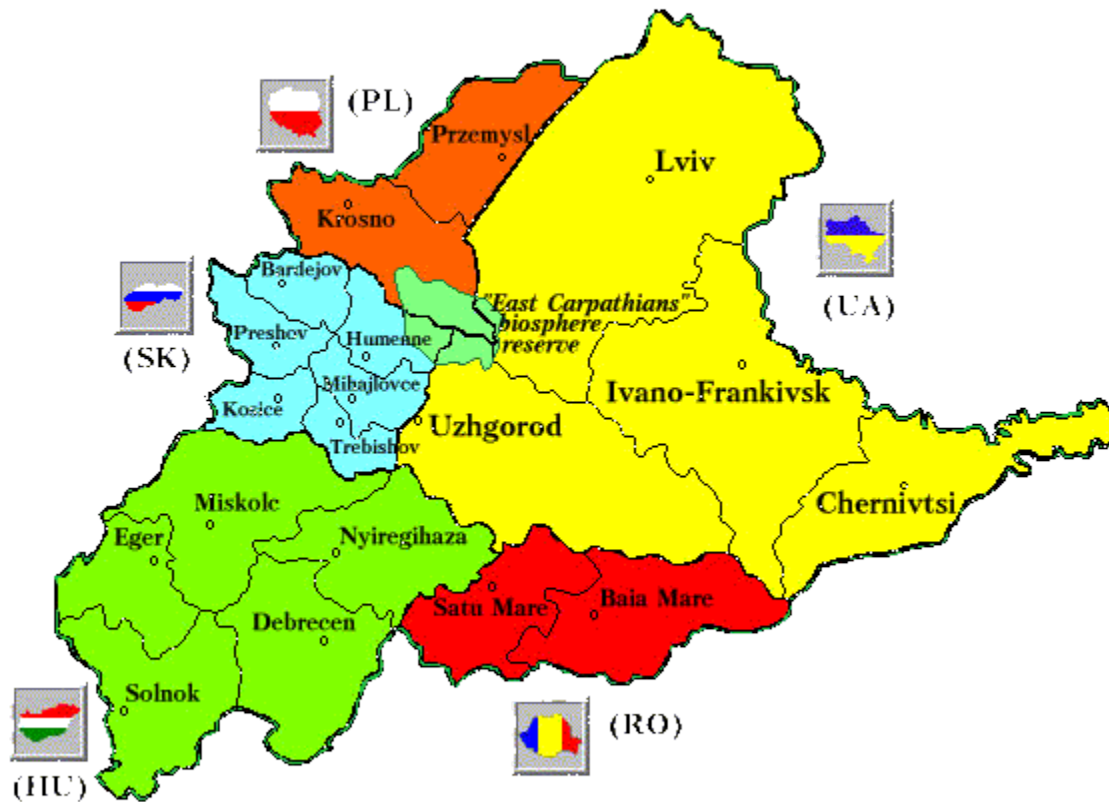 (PL)
Przemysl
Lviv
Krosno
(UA)
Bardejov
(SK)
Preshev
Humenne
"East Carpathians"
biosphere
reserve
Mihajlovce
Kozice
Trebishov
Uzhgorod
Ivano-Frankivsk
Chernivtsi
Miskolc
Eger
Nyiregihaza
Debrecen
Satu Mare
Baia Mare
Solnok
(HU)
(RO)